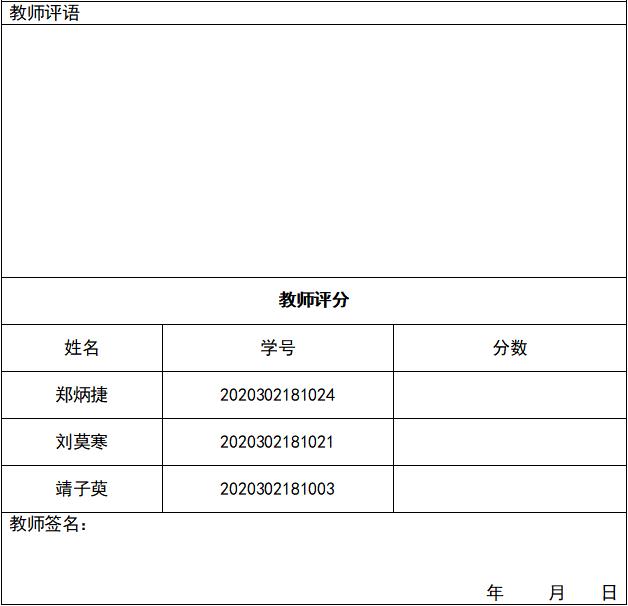 教师评语
教师评分
姓名 学号 分数
郑炳捷 2020302181024
刘莫寒 2020302181021
靖子萸 2020302181003
教师签名：
年 月 日